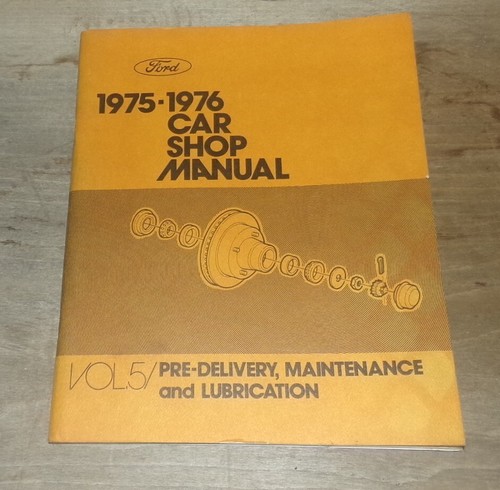 Ford
1975-1976
CAR
SHOP
MANUAL
VOL.5/ PRE-DELIVERY, MAINTENANCE
and LUBRICATION